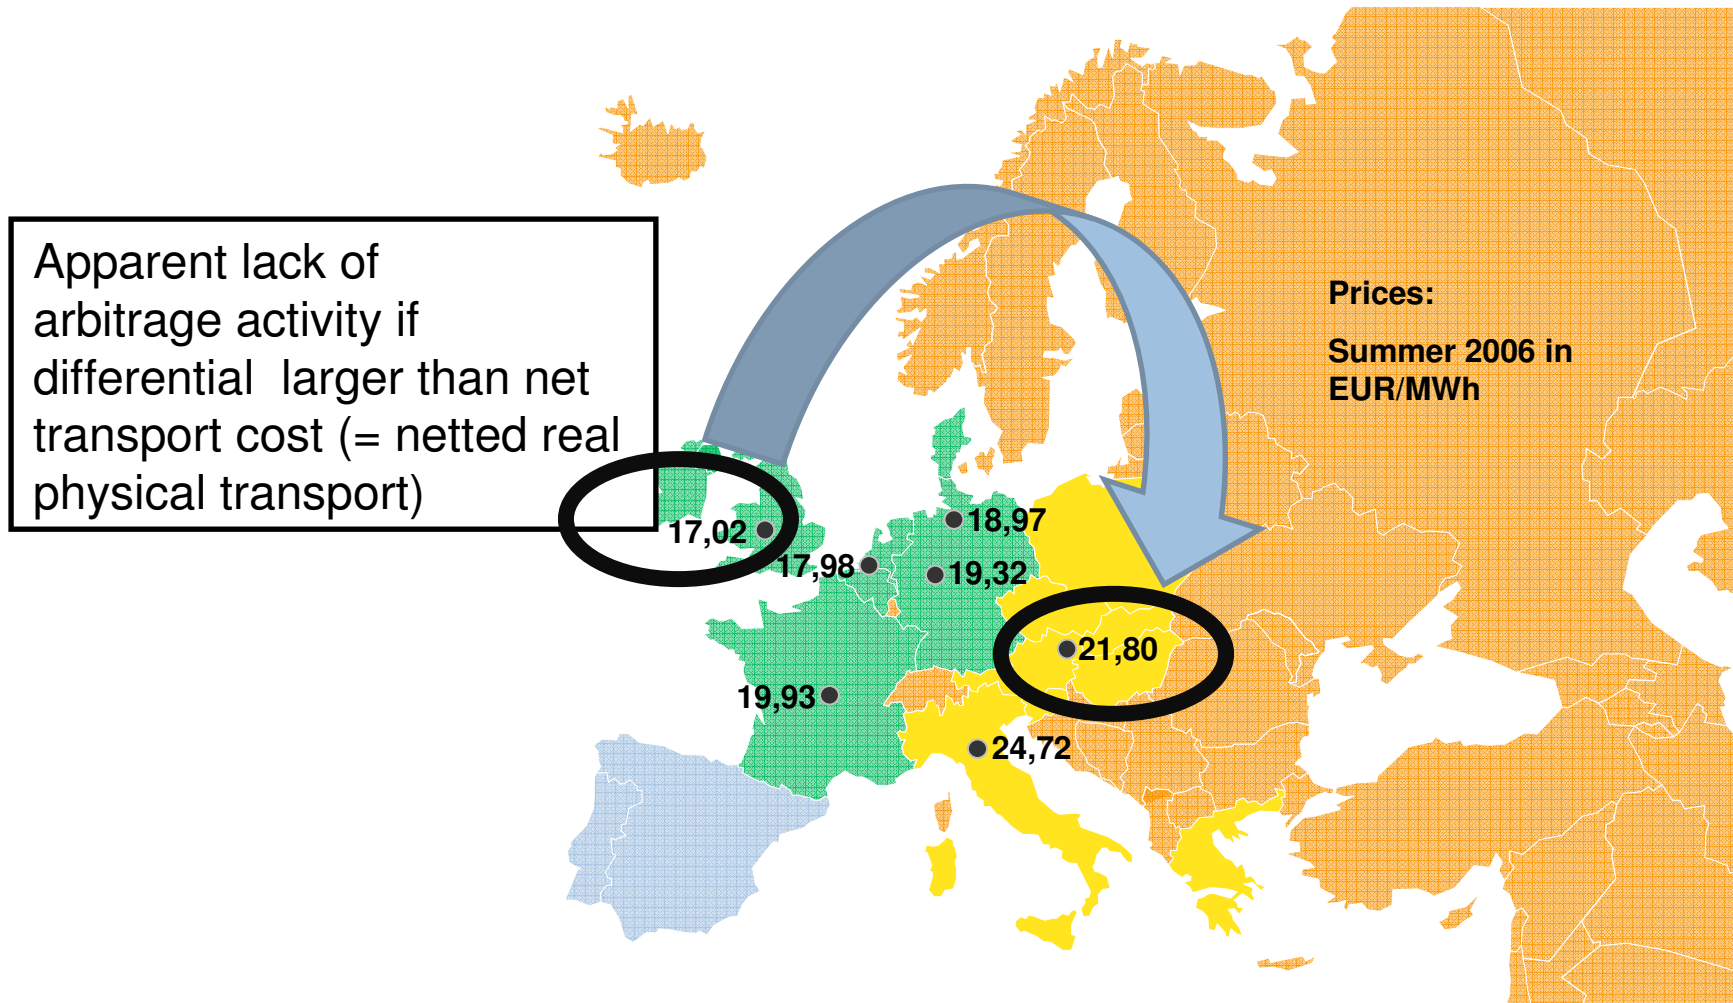 Apparent lack of
arbitrage activity if
differential  larger than net
transport cost (= netted real
physical transport)
Prices:
Summer 2006 in
EUR/MWh
17,02
18,97
17,98
19,32
21,80
19,93
24,72